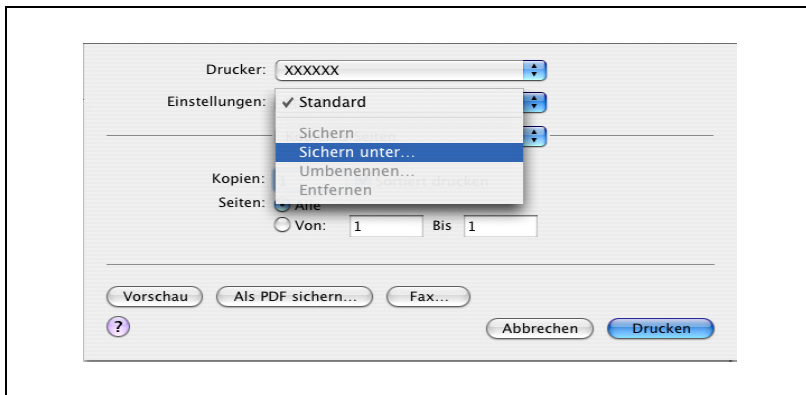 Drucker: XXXXXX
Einstellungen: ✓ Standard
Sichern
Sichern unter...
Umbenennen...
Entfernen
Kopien:
Seiten: Alle
Von: 1 Bis 1
Vorschau Als PDF sichern... Fax...
? Abbrechen Drucken